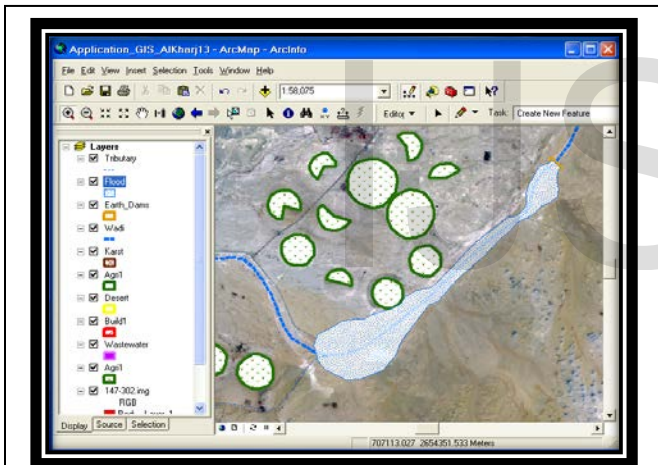 Application_GIS_AlKharj13 - ArcMap - ArcInfo
File Edit View Insert Selection Tools Window Help
1:58,075
Editor Task: Create New Feature
Layers
Tributary
Flood
Earth_Dams
Wadi
Karst
Agri1
Desert
Build1
Wastewater
Agri1
147-302.img
RGB
Display Source Selection
707113.027 2654351.533 Meters